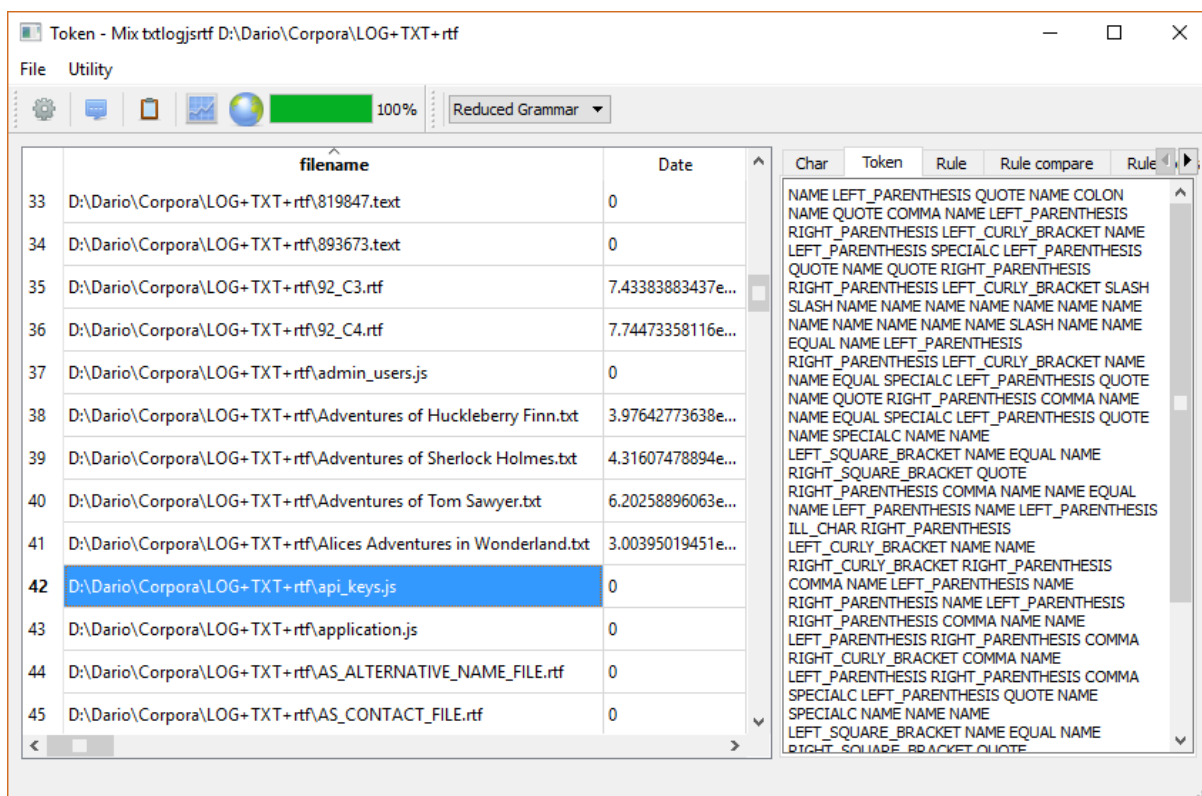 Token - Mix txtlogjsrtf D:\Dario\Corpora\LOG+TXT+rtf
File Utility
100% Reduced Grammar
filename Date
33 D:\Dario\Corpora\LOG+TXT+rtf\819847.text 0
34 D:\Dario\Corpora\LOG+TXT+rtf\893673.text 0
35 D:\Dario\Corpora\LOG+TXT+rtf\92_C3.rtf 7.43383883437e...
36 D:\Dario\Corpora\LOG+TXT+rtf\92_C4.rtf 7.74473358116e...
37 D:\Dario\Corpora\LOG+TXT+rtf\admin_users.js 0
38 D:\Dario\Corpora\LOG+TXT+rtf\Adventures of Huckleberry Finn.txt 3.97642773638e...
39 D:\Dario\Corpora\LOG+TXT+rtf\Adventures of Sherlock Holmes.txt 4.31607478894e...
40 D:\Dario\Corpora\LOG+TXT+rtf\Adventures of Tom Sawyer.txt 6.20258896063e...
41 D:\Dario\Corpora\LOG+TXT+rtf\Alices Adventures in Wonderland.txt 3.00395019451e...
42 D:\Dario\Corpora\LOG+TXT+rtf\api_keys.js 0
43 D:\Dario\Corpora\LOG+TXT+rtf\application.js 0
44 D:\Dario\Corpora\LOG+TXT+rtf\AS_ALTERNATIVE_NAME_FILE.rtf 0
45 D:\Dario\Corpora\LOG+TXT+rtf\AS_CONTACT_FILE.rtf 0
Char Token Rule Rule compare Rule
NAME LEFT_PARENTHESIS QUOTE NAME COLON
NAME QUOTE COMMA NAME LEFT_PARENTHESIS
RIGHT_PARENTHESIS LEFT_CURLY_BRACKET NAME
LEFT_PARENTHESIS SPECIALC LEFT_PARENTHESIS
QUOTE NAME QUOTE RIGHT_PARENTHESIS
RIGHT_PARENTHESIS LEFT_CURLY_BRACKET SLASH
SLASH NAME NAME NAME NAME NAME NAME NAME
NAME NAME NAME NAME NAME SLASH NAME NAME
EQUAL NAME LEFT_PARENTHESIS
RIGHT_PARENTHESIS LEFT_CURLY_BRACKET NAME
NAME EQUAL SPECIALC LEFT_PARENTHESIS QUOTE
NAME QUOTE RIGHT_PARENTHESIS COMMA NAME
NAME EQUAL SPECIALC LEFT_PARENTHESIS QUOTE
NAME SPECIALC NAME NAME
LEFT_SQUARE_BRACKET NAME EQUAL NAME
RIGHT_SQUARE_BRACKET QUOTE
RIGHT_PARENTHESIS COMMA NAME NAME EQUAL
NAME LEFT_PARENTHESIS NAME LEFT_PARENTHESIS
ILL_CHAR RIGHT_PARENTHESIS
LEFT_CURLY_BRACKET NAME NAME
RIGHT_CURLY_BRACKET RIGHT_PARENTHESIS
COMMA NAME LEFT_PARENTHESIS NAME
RIGHT_PARENTHESIS NAME LEFT_PARENTHESIS
RIGHT_PARENTHESIS COMMA NAME NAME
LEFT_PARENTHESIS RIGHT_PARENTHESIS COMMA
RIGHT_CURLY_BRACKET COMMA NAME
LEFT_PARENTHESIS RIGHT_PARENTHESIS COMMA
SPECIALC LEFT_PARENTHESIS QUOTE NAME
SPECIALC NAME NAME NAME
LEFT_SQUARE_BRACKET NAME EQUAL NAME
RIGHT_SQUARE_BRACKET QUOTE